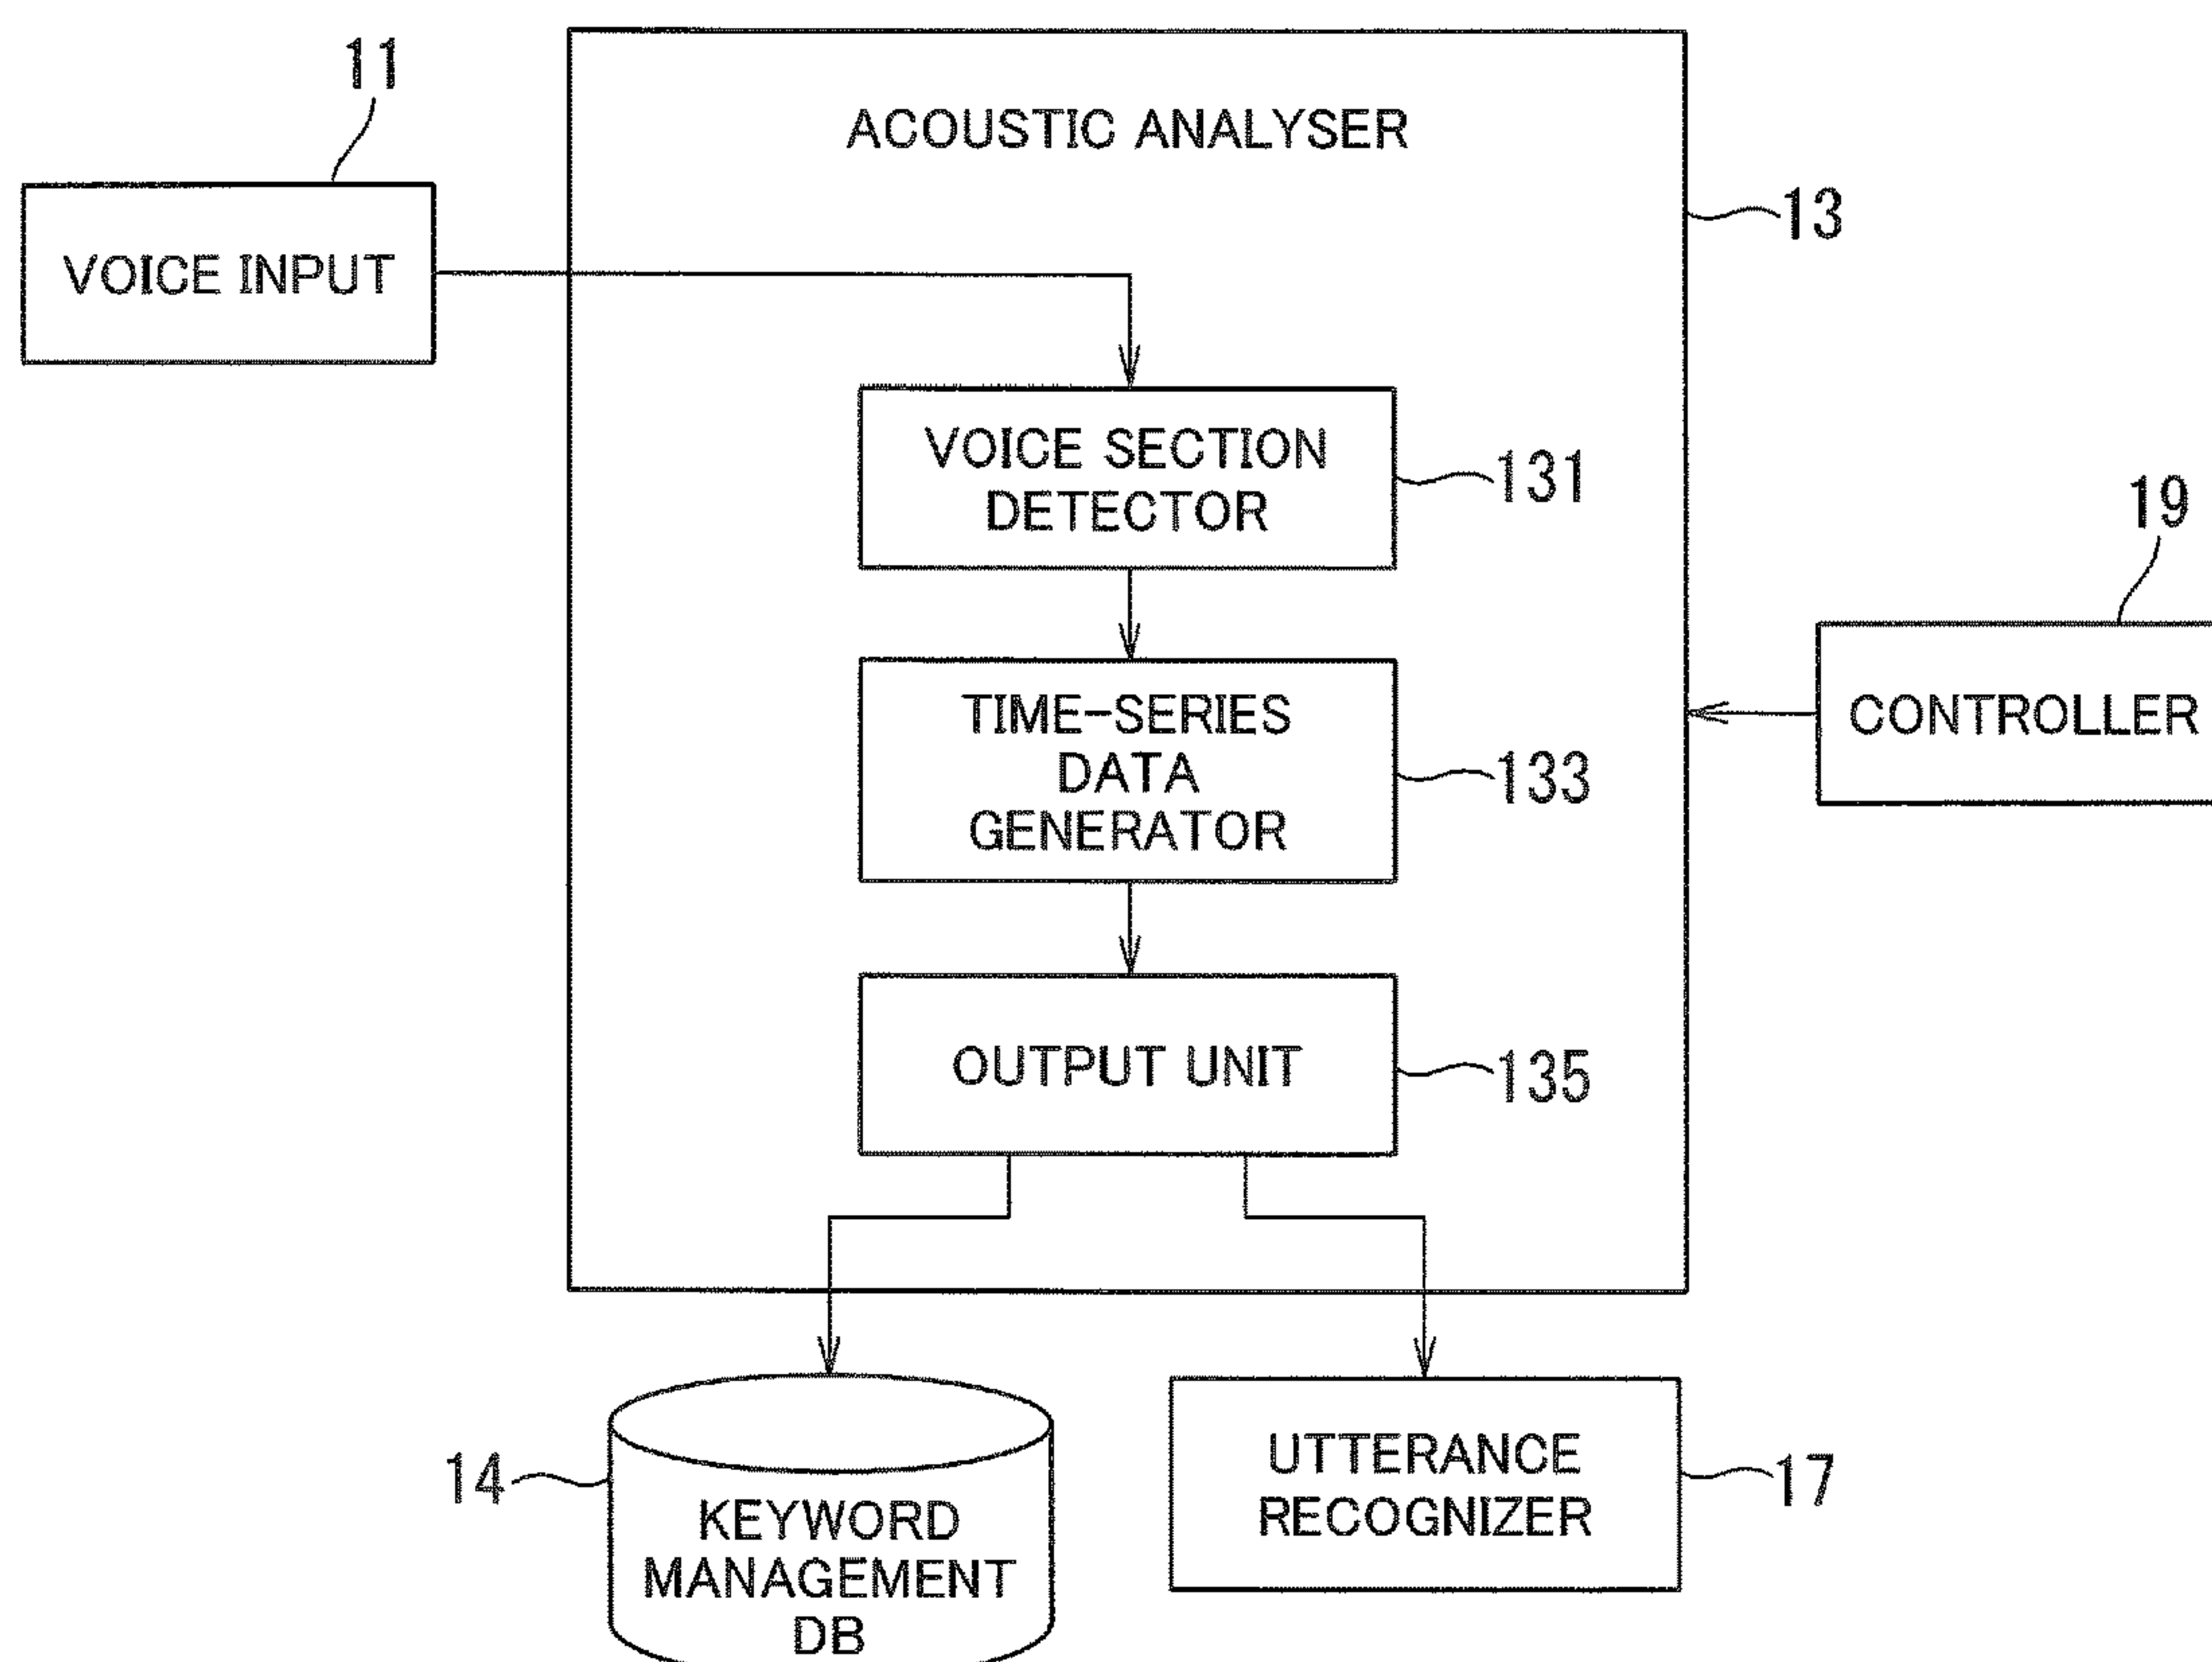 11
ACOUSTIC ANALYSER
13
VOICE INPUT
VOICE SECTION
DETECTOR
131
19
TIME-SERIES
DATA
GENERATOR
133
CONTROLLER
OUTPUT UNIT
135
14
KEYWORD
MANAGEMENT
DB
UTTERANCE
RECOGNIZER
17